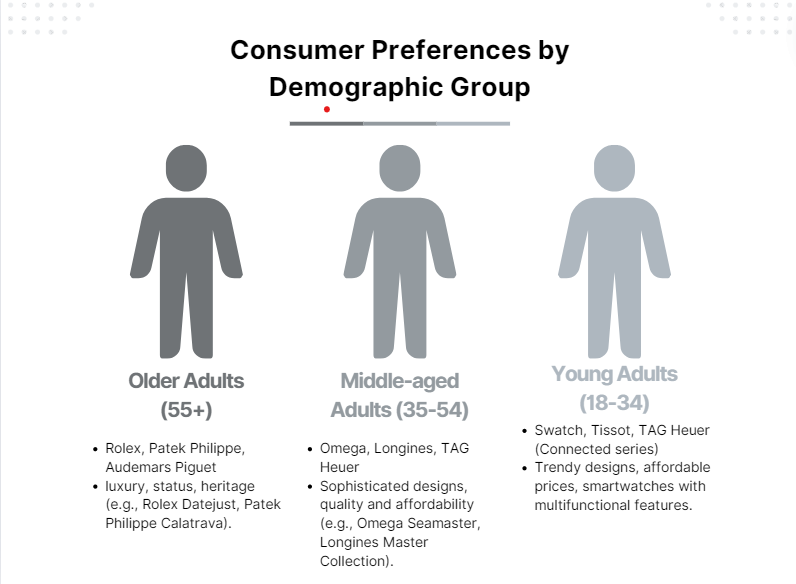 Consumer Preferences by
Demographic Group
Older Adults
(55+)
• Rolex, Patek Philippe,
Audemars Piguet
• luxury, status, heritage
(e.g., Rolex Datejust, Patek
Philippe Calatrava).
Middle-aged
Adults (35-54)
• Omega, Longines, TAG
Heuer
• Sophisticated designs,
quality and affordability
(e.g., Omega Seamaster,
Longines Master
Collection).
Young Adults
(18-34)
• Swatch, Tissot, TAG Heuer
(Connected series)
• Trendy designs, affordable
prices, smartwatches with
multifunctional features.